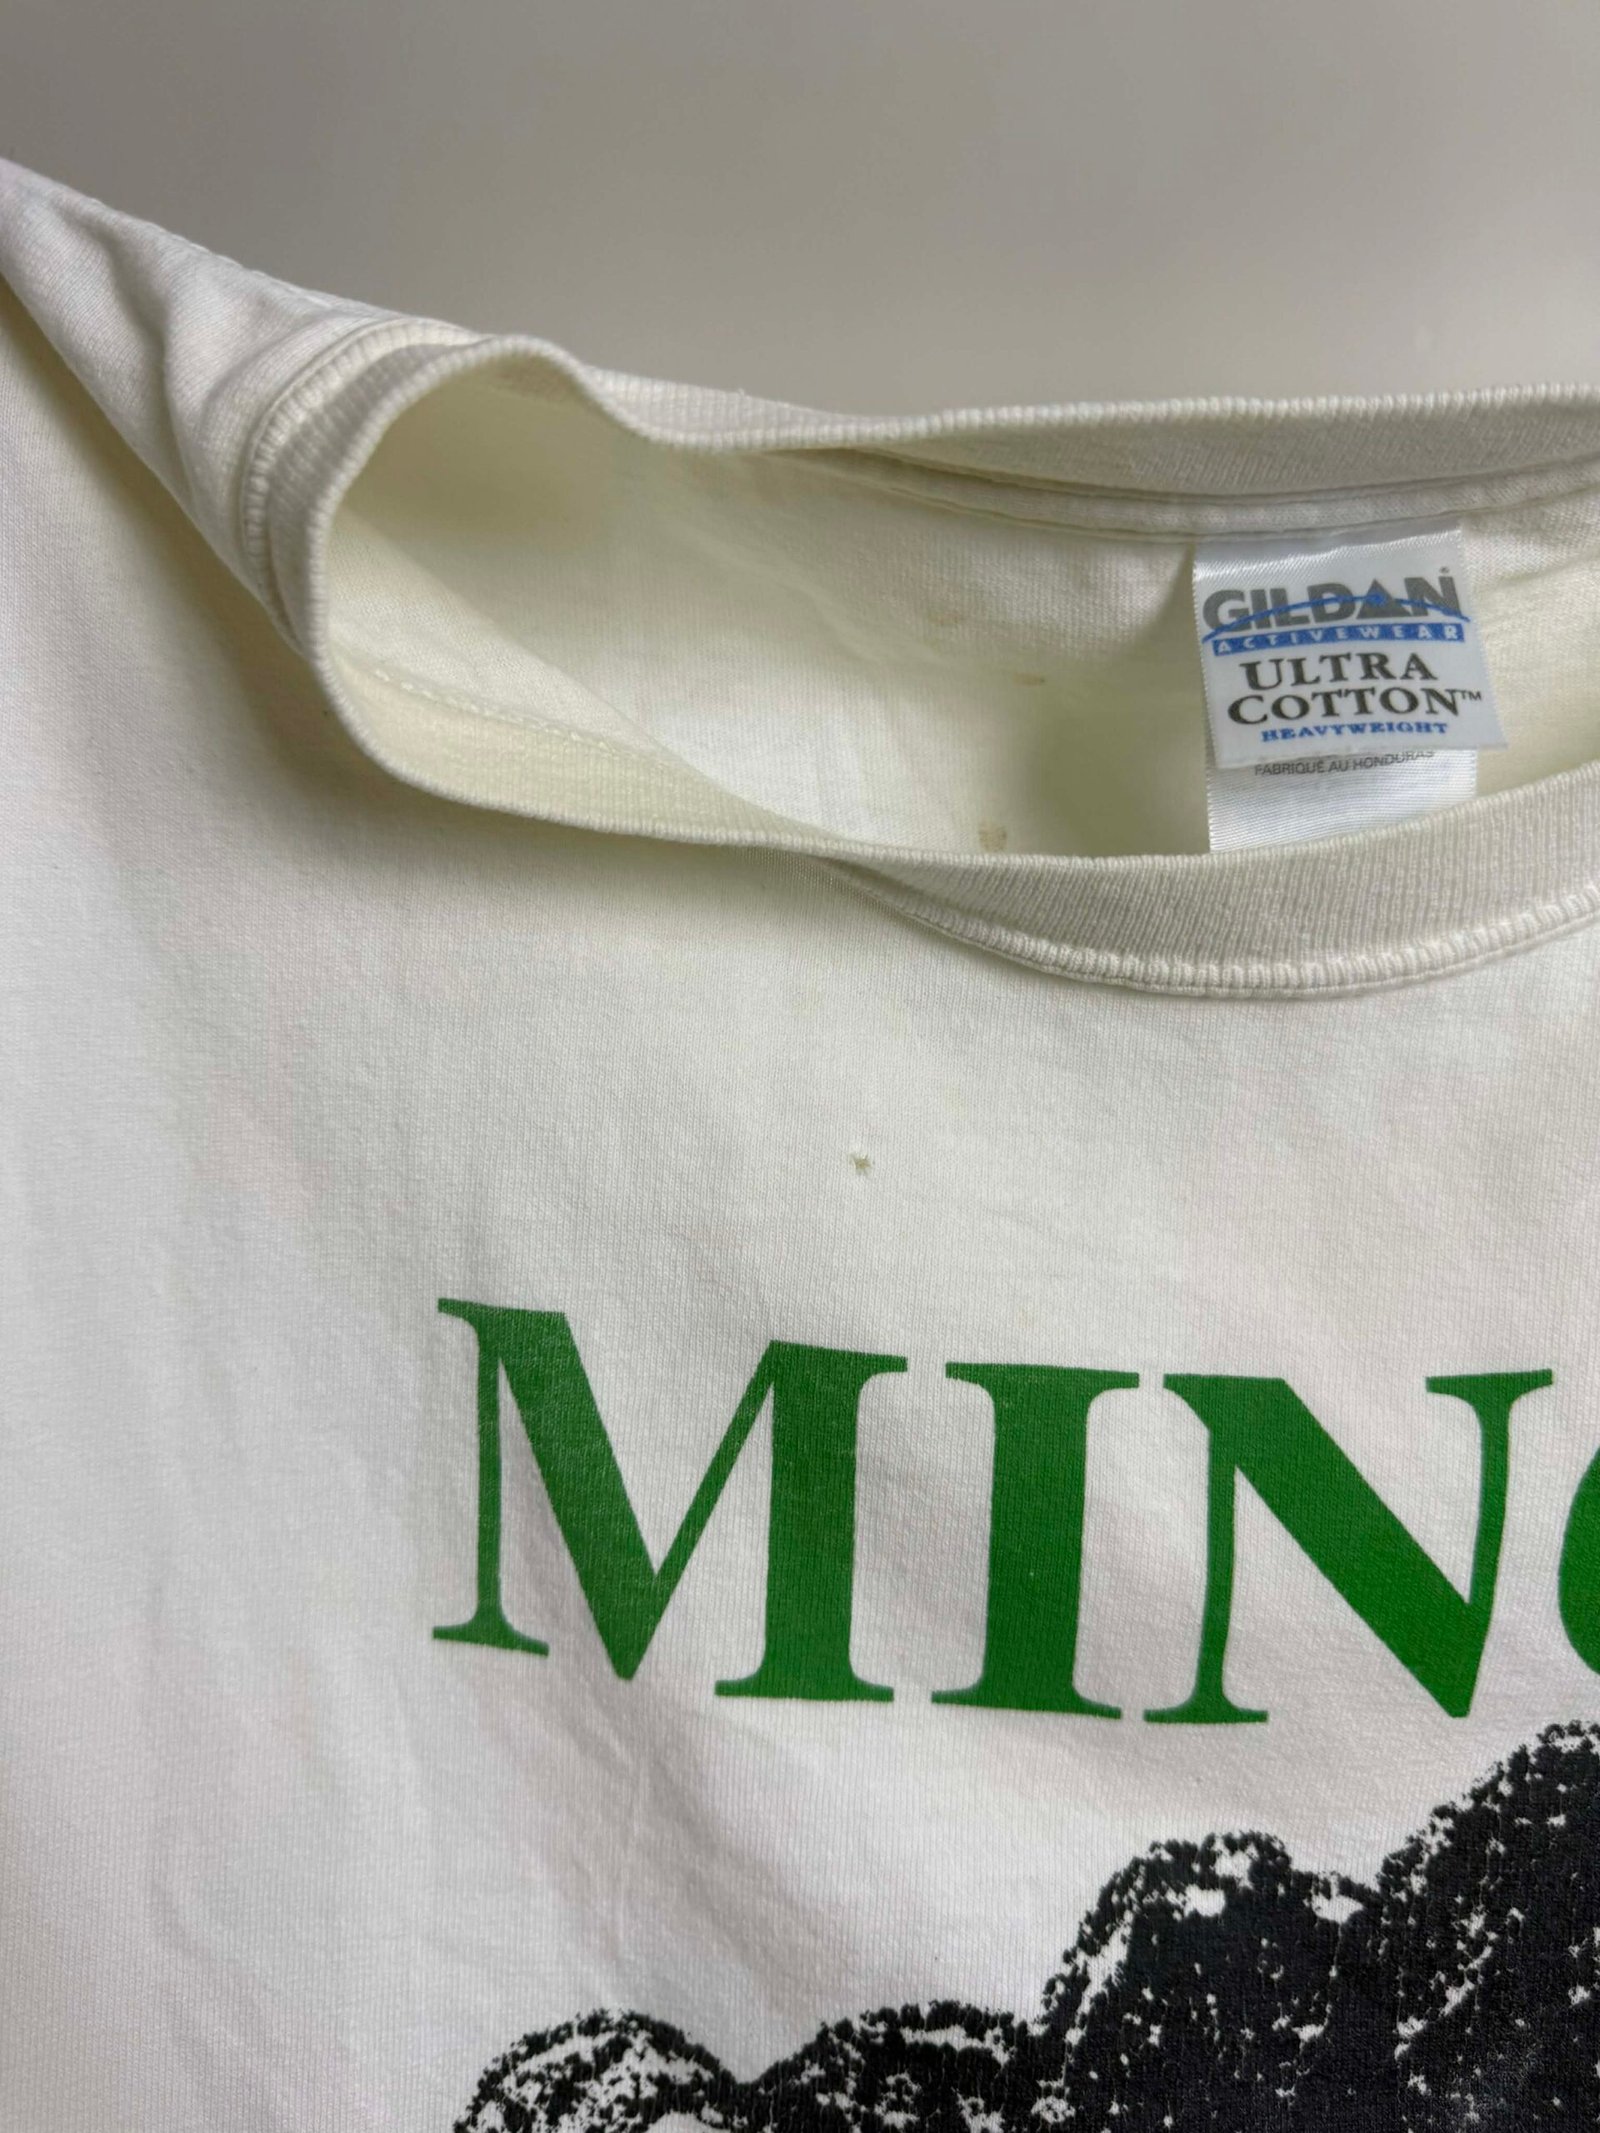 GILDAN®
ACTIVEWEAR
ULTRA
COTTON™
HEAVYWEIGHT
FABRIQUÉ AU HONDURAS
MIN